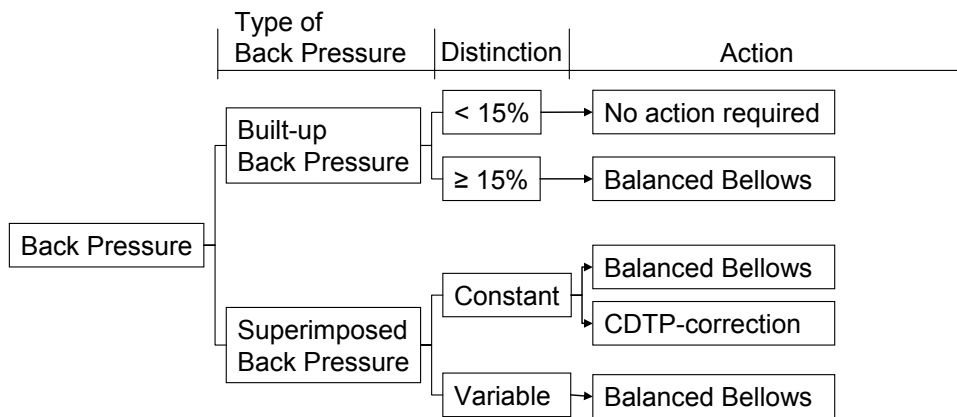 Type of
Back Pressure
Distinction
Action
Built-up
Back Pressure
< 15%
No action required
≥ 15%
Balanced Bellows
Back Pressure
Superimposed
Back Pressure
Constant
Balanced Bellows
CDTP-correction
Variable
Balanced Bellows